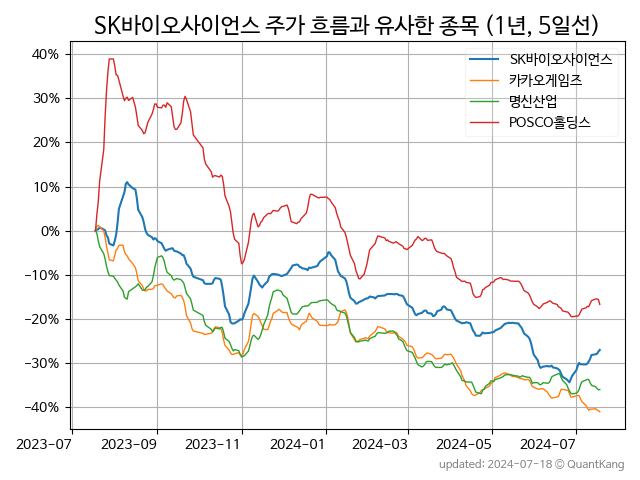 SK바이오사이언스 주가 흐름과 유사한 종목 (1년, 5일선)
SK바이오사이언스
카카오게임즈
명신산업
POSCO홀딩스
40%
30%
20%
10%
0%
-10%
-20%
-30%
-40%
2023-07 2023-09 2023-11 2024-01 2024-03 2024-05 2024-07
updated: 2024-07-18 © QuantKang